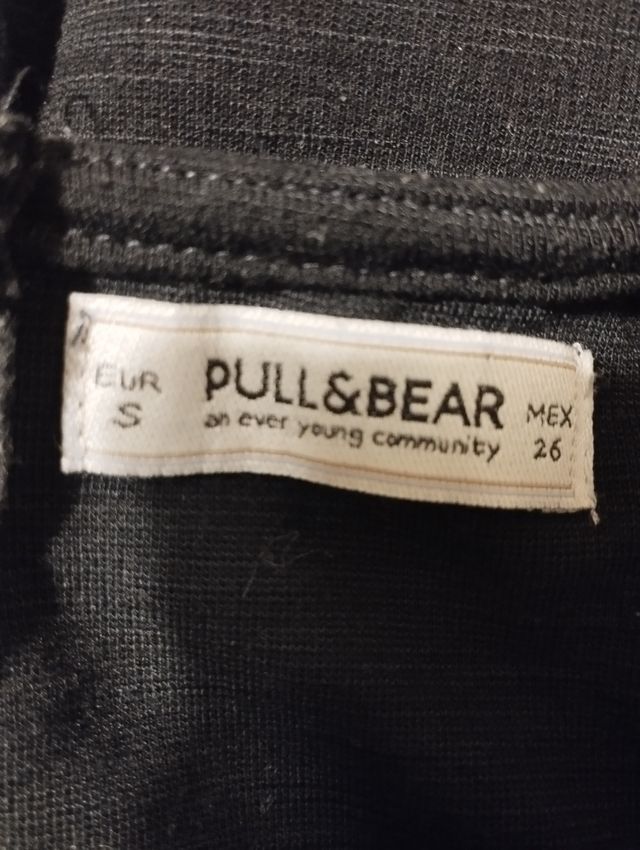 EUR
S
PULL&BEAR
an ever young community
MEX
26